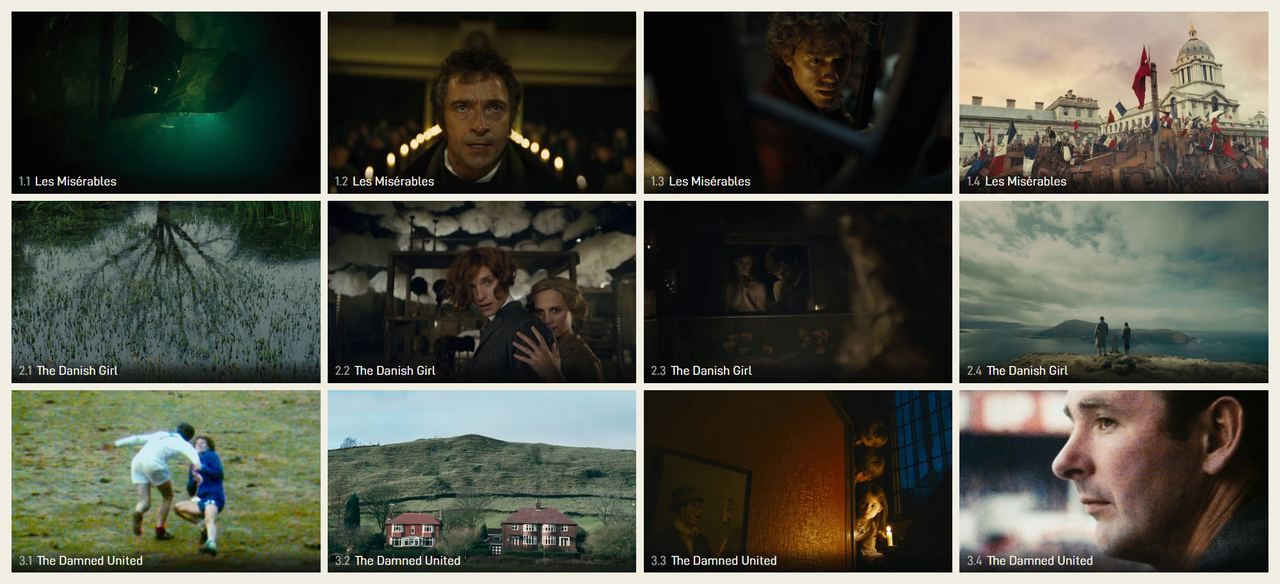 1.1 Les Misérables
1.2 Les Misérables
1.3 Les Misérables
1.4 Les Misérables
2.1 The Danish Girl
2.2 The Danish Girl
2.3 The Danish Girl
2.4 The Danish Girl
3.1 The Damned United
3.2 The Damned United
3.3 The Damned United
3.4 The Damned United